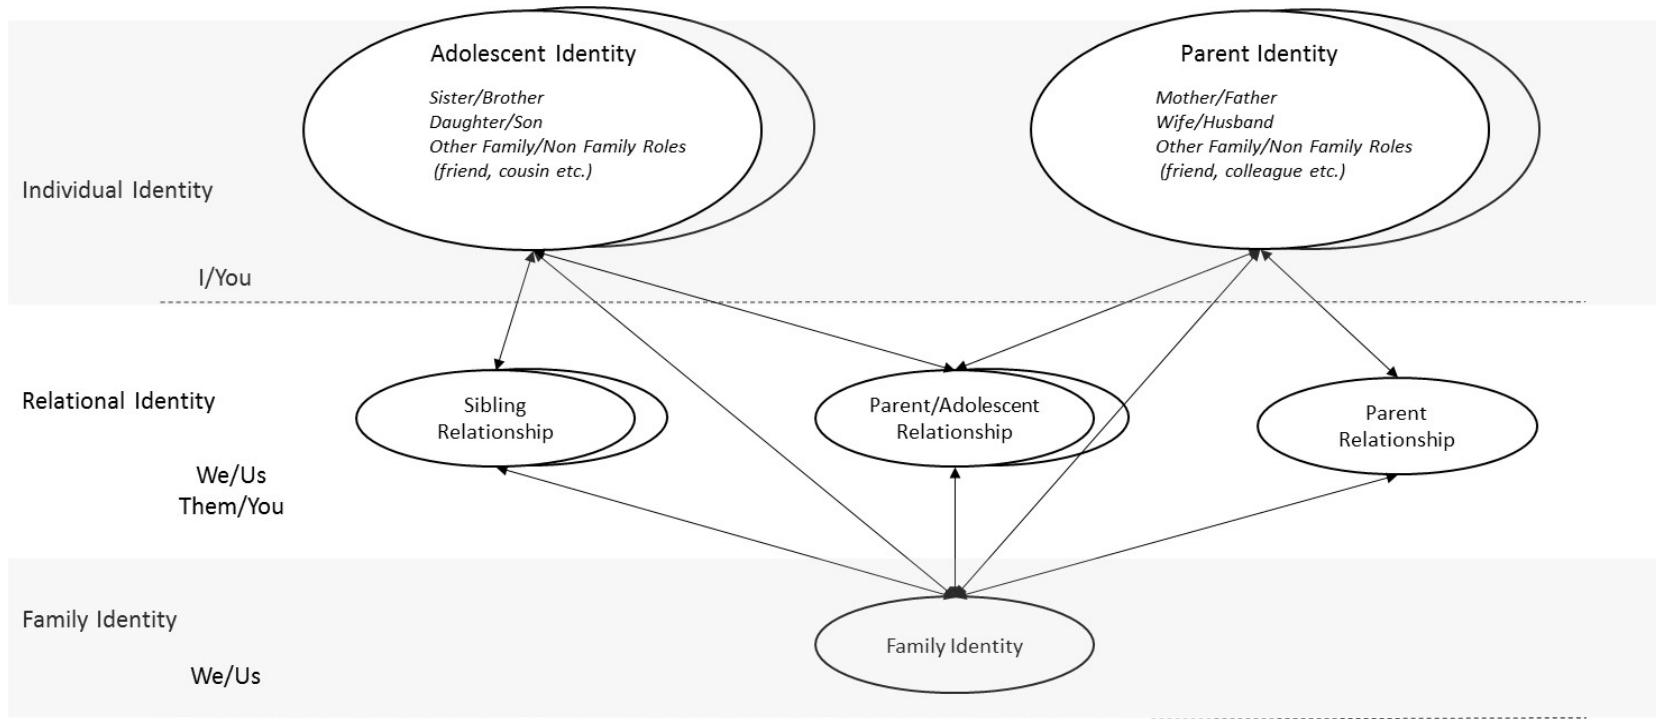 Adolescent Identity
Sister/Brother
Daughter/Son
Other Family/Non Family Roles
(friend, cousin etc.)
Parent Identity
Mother/Father
Wife/Husband
Other Family/Non Family Roles
(friend, colleague etc.)
Individual Identity
I/You
Relational Identity
We/Us
Them/You
Sibling
Relationship
Parent/Adolescent
Relationship
Parent
Relationship
Family Identity
We/Us
Family Identity